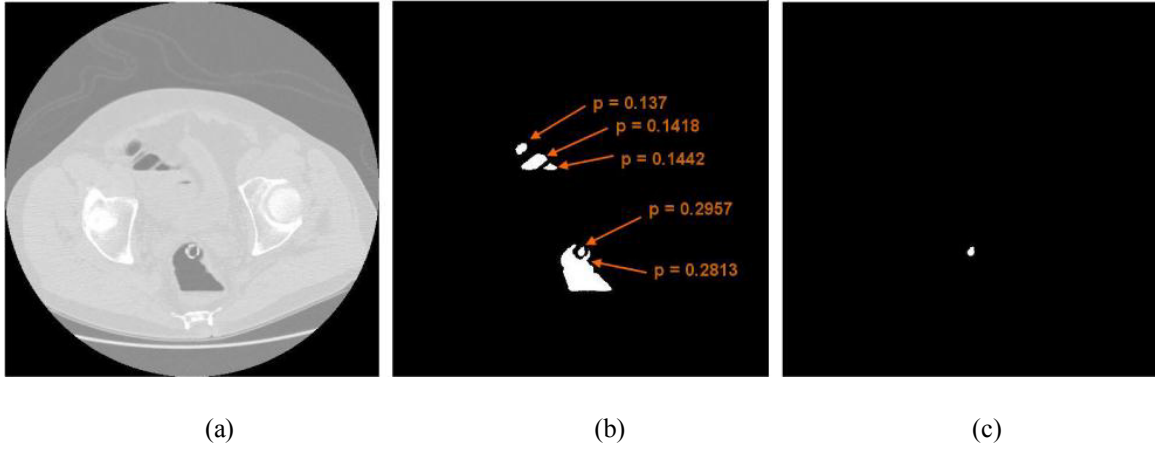 p = 0.137
p = 0.1418
p = 0.1442
p = 0.2957
p = 0.2813
(a)
(b)
(c)